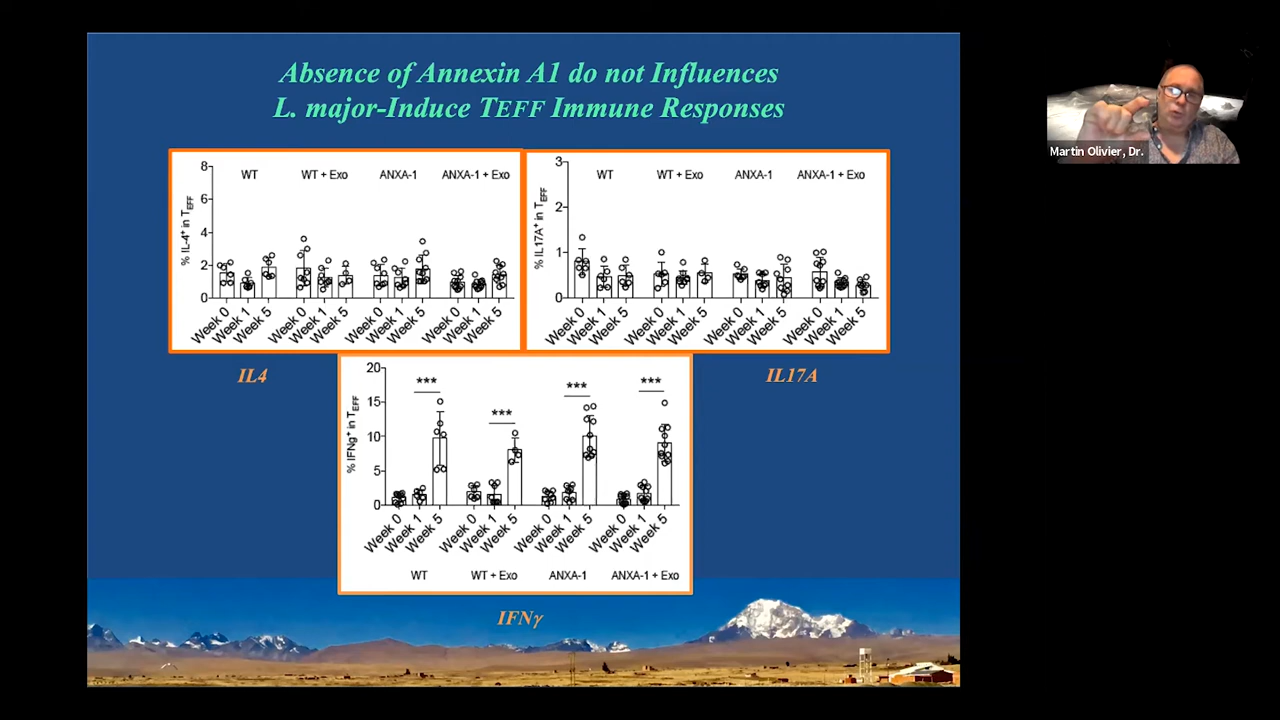 Absence of Annexin A1 do not Influences
L. major-Induce TEFF Immune Responses
Martin Olivier, Dr.
% IL-4+ in TEFF
8
6
4
2
0
WT
WT + Exo
ANXA-1
ANXA-1 + Exo
Week 0
Week 1
Week 5
Week 0
Week 1
Week 5
Week 0
Week 1
Week 5
Week 0
Week 1
Week 5
IL4
% IL17A+ in TEFF
3
2
1
0
WT
WT + Exo
ANXA-1
ANXA-1 + Exo
Week 0
Week 1
Week 5
Week 0
Week 1
Week 5
Week 0
Week 1
Week 5
Week 0
Week 1
Week 5
IL17A
% IFNg+ in TEFF
20
15
10
5
0
***
***
***
***
Week 0
Week 1
Week 5
Week 0
Week 1
Week 5
Week 0
Week 1
Week 5
Week 0
Week 1
Week 5
WT
WT + Exo
ANXA-1
ANXA-1 + Exo
IFNγ